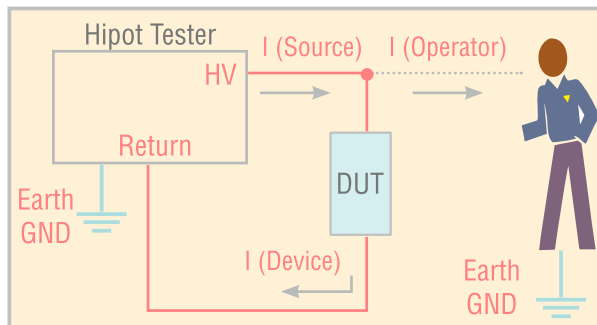 Hipot Tester
I (Source)
I (Operator)
HV
Return
DUT
Earth
GND
I (Device)
Earth
GND